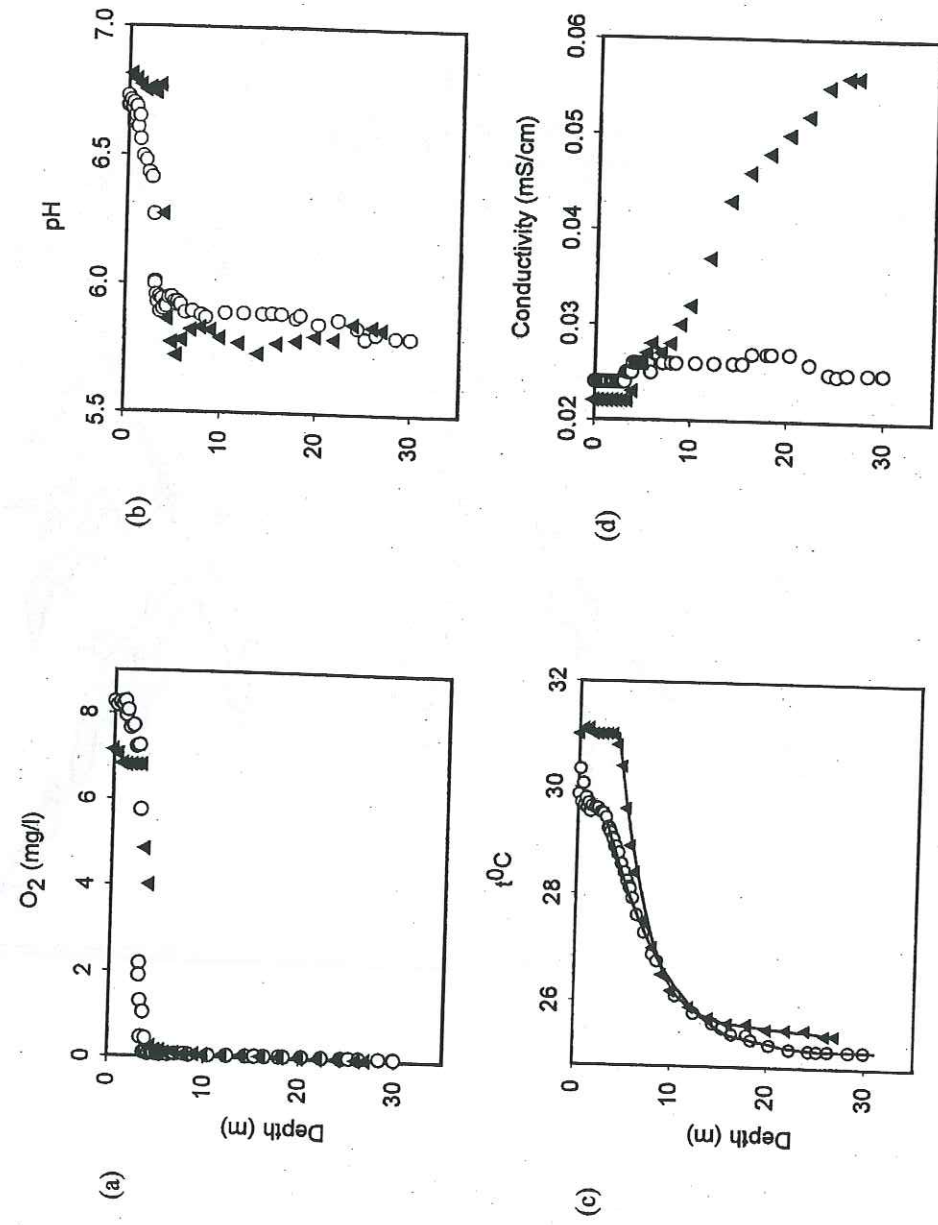 (a)
O₂ (mg/l)
0 2 4 6 8
0
10
20
30
Depth (m)
(b)
pH
5.5 6.0 6.5 7.0
0
10
20
30
(c)
t⁰C
26 28 30 32
0
10
20
30
Depth (m)
(d)
Conductivity (mS/cm)
0.02 0.03 0.04 0.05 0.06
0
10
20
30